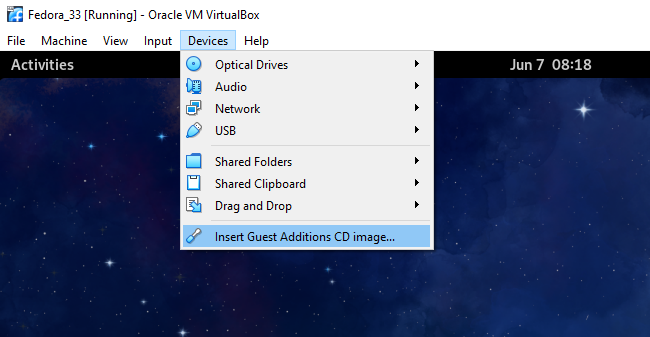 Fedora_33 [Running] - Oracle VM VirtualBox
File Machine View Input Devices Help
Activities Jun 7 08:18
Optical Drives
Audio
Network
USB
Shared Folders
Shared Clipboard
Drag and Drop
Insert Guest Additions CD image...